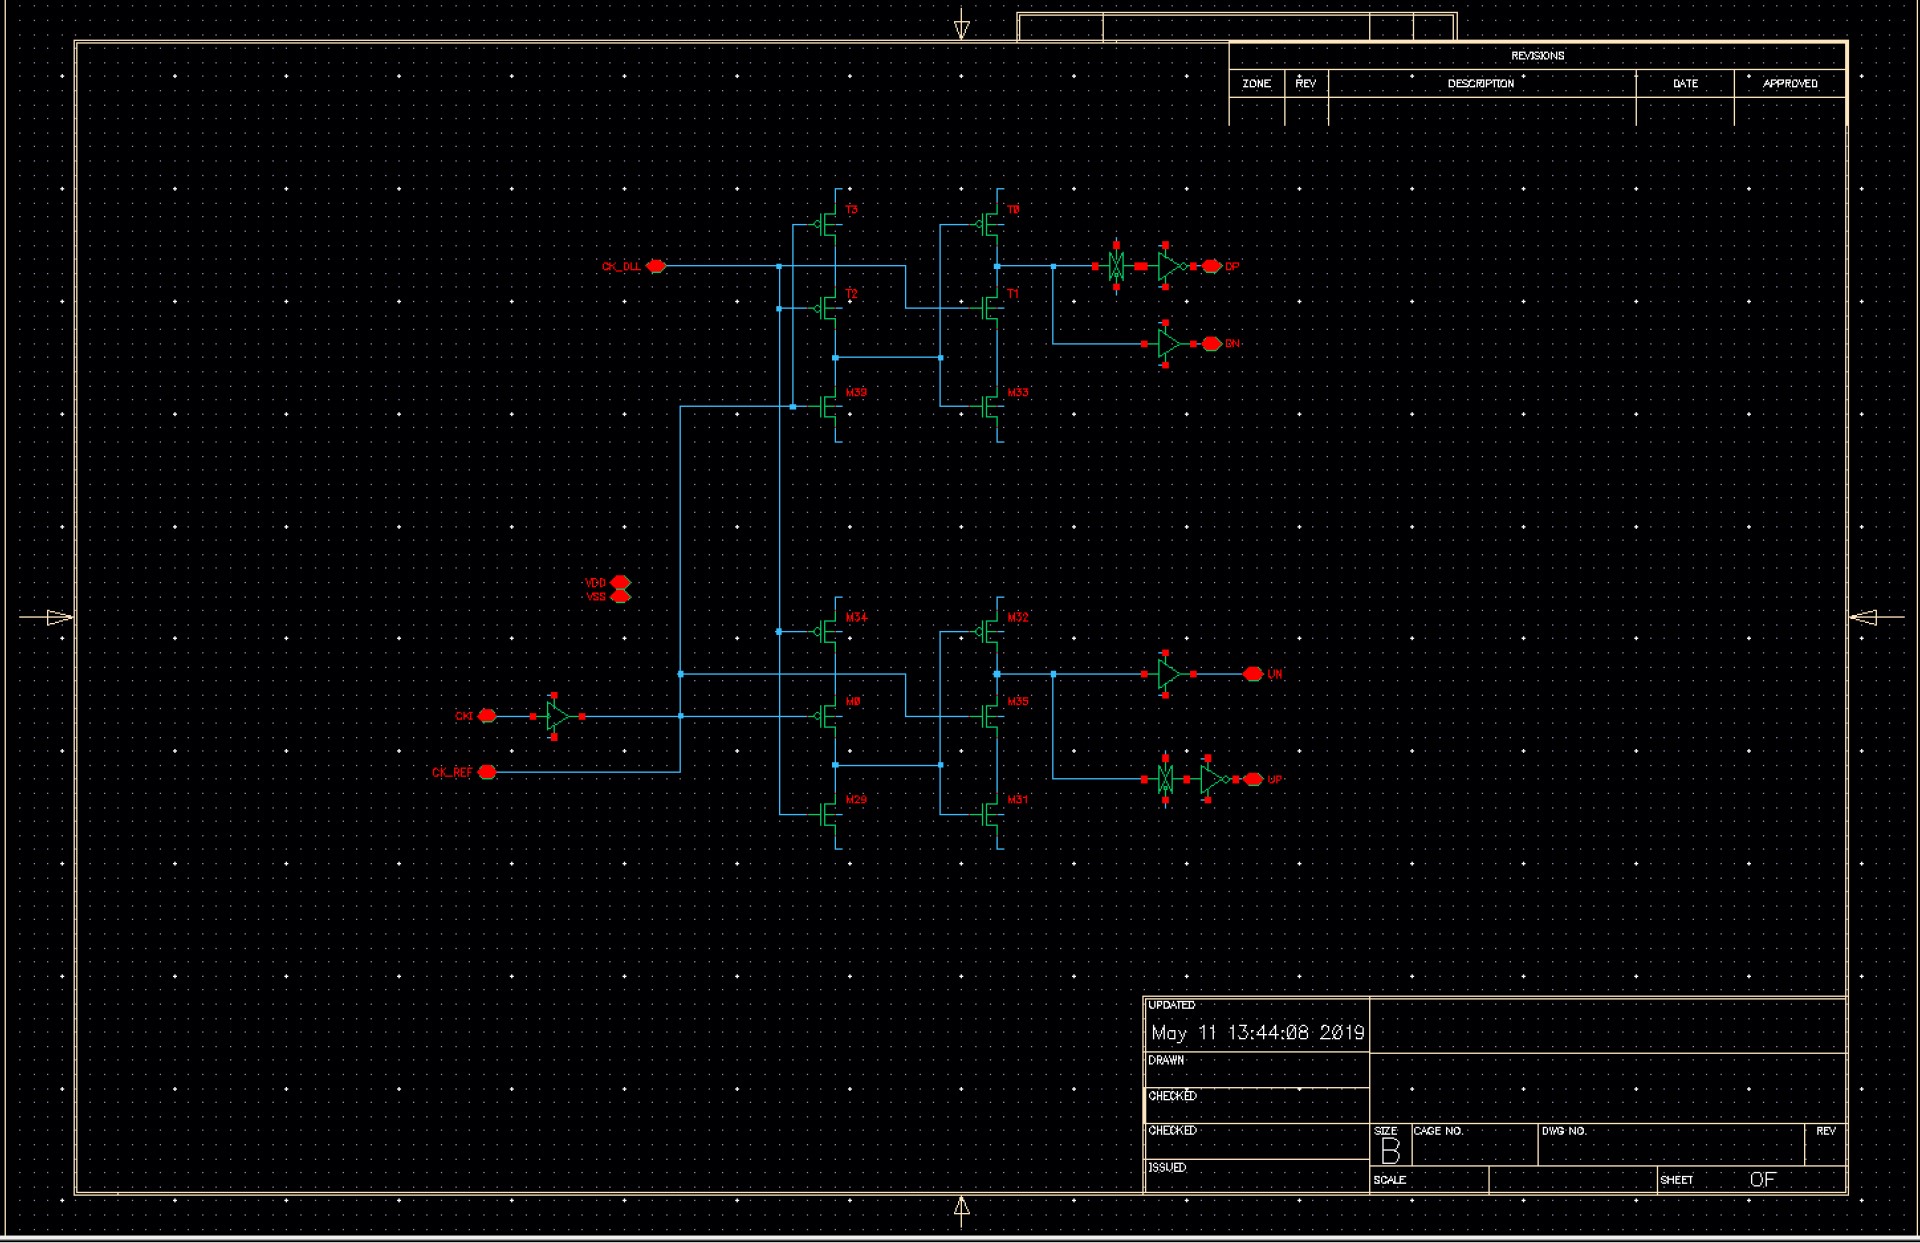 REVISIONS
ZONE REV DESCRIPTION DATE APPROVED
T3 T0
CK_DLL DP
T2 T1
DN
M39 M33
VDD
VSS
M34 M32
UN
M0 M35
CKI
CK_REF UP
M29 M31
UPDATED
May 11 13:44:08 2019
DRAWN
CHECKED
CHECKED
SIZE CAGE NO. DWG NO. REV
B
ISSUED
SCALE SHEET OF